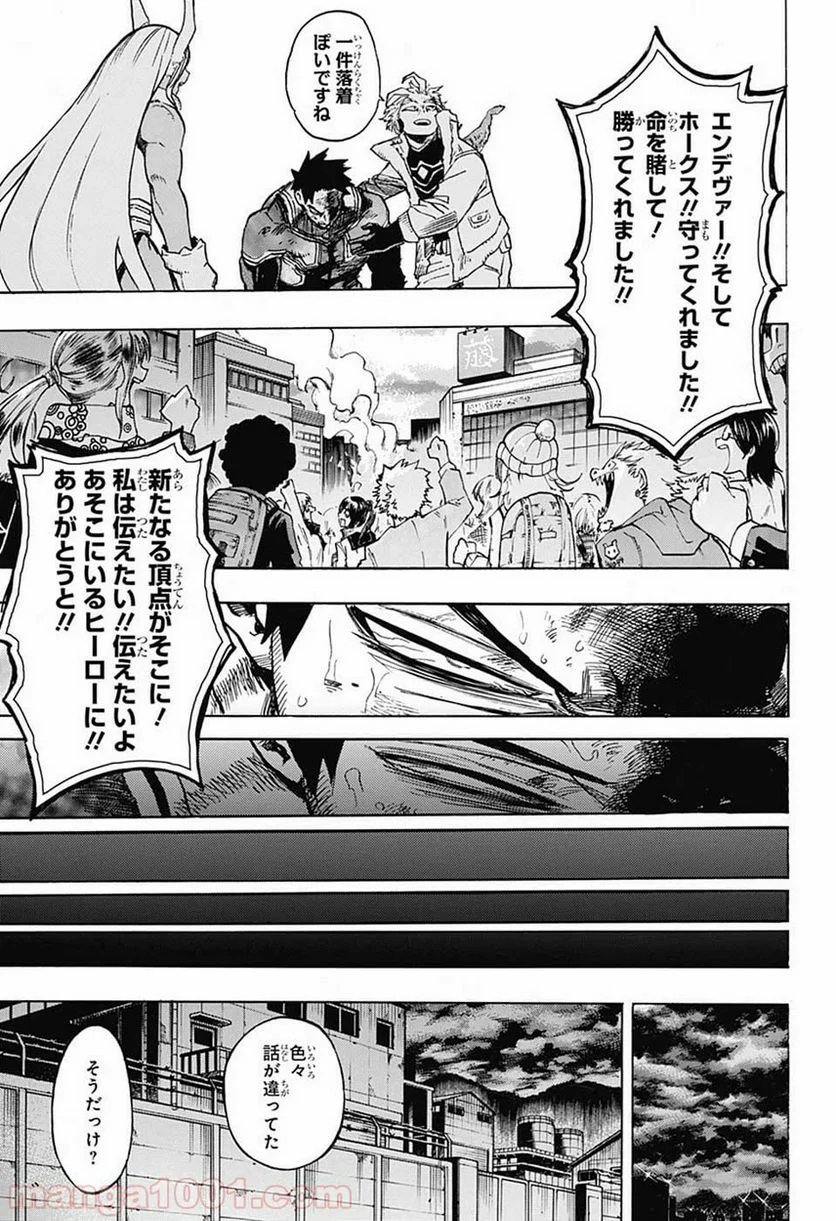 エンデヴァー!!そして
ホークス!!守ってくれました!!
命を賭して!
勝ってくれました!!
一件落着
ぽいですね
新たなる頂点がそこに!
私は伝えたい!!伝えたいよ
あそこにいるヒーローに!!
ありがとうと!!
色々
話が違ってた
そうだっけ?
manga1001.com